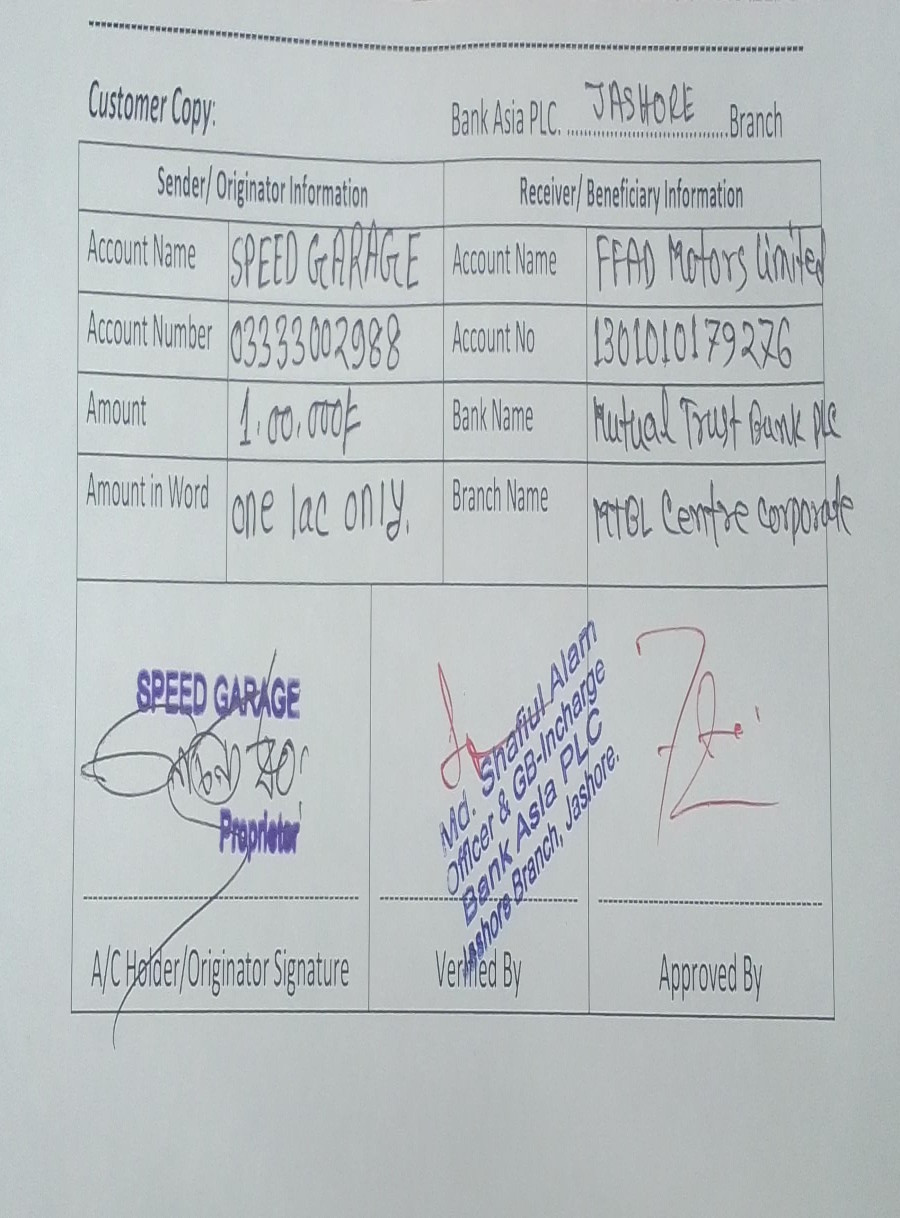 Customer Copy:
Bank Asia PLC. JASHORE Branch
Sender/ Originator Information
Receiver/ Beneficiary Information
Account Name SPEED GARAGE Account Name FFAD Motors Limited
Account Number 03333002988 Account No 1301010179276
Amount 1.00.000/- Bank Name Mutual Trust Bank PLC
Amount in Word one lac only. Branch Name MTBL Centre Corporate
SPEED GARAGE
Proprietor
Md. Shafiul Alam
Officer & GB-Incharge
Bank Asia PLC
Jashore Branch, Jashore.
A/C Holder/Originator Signature
Verified By
Approved By